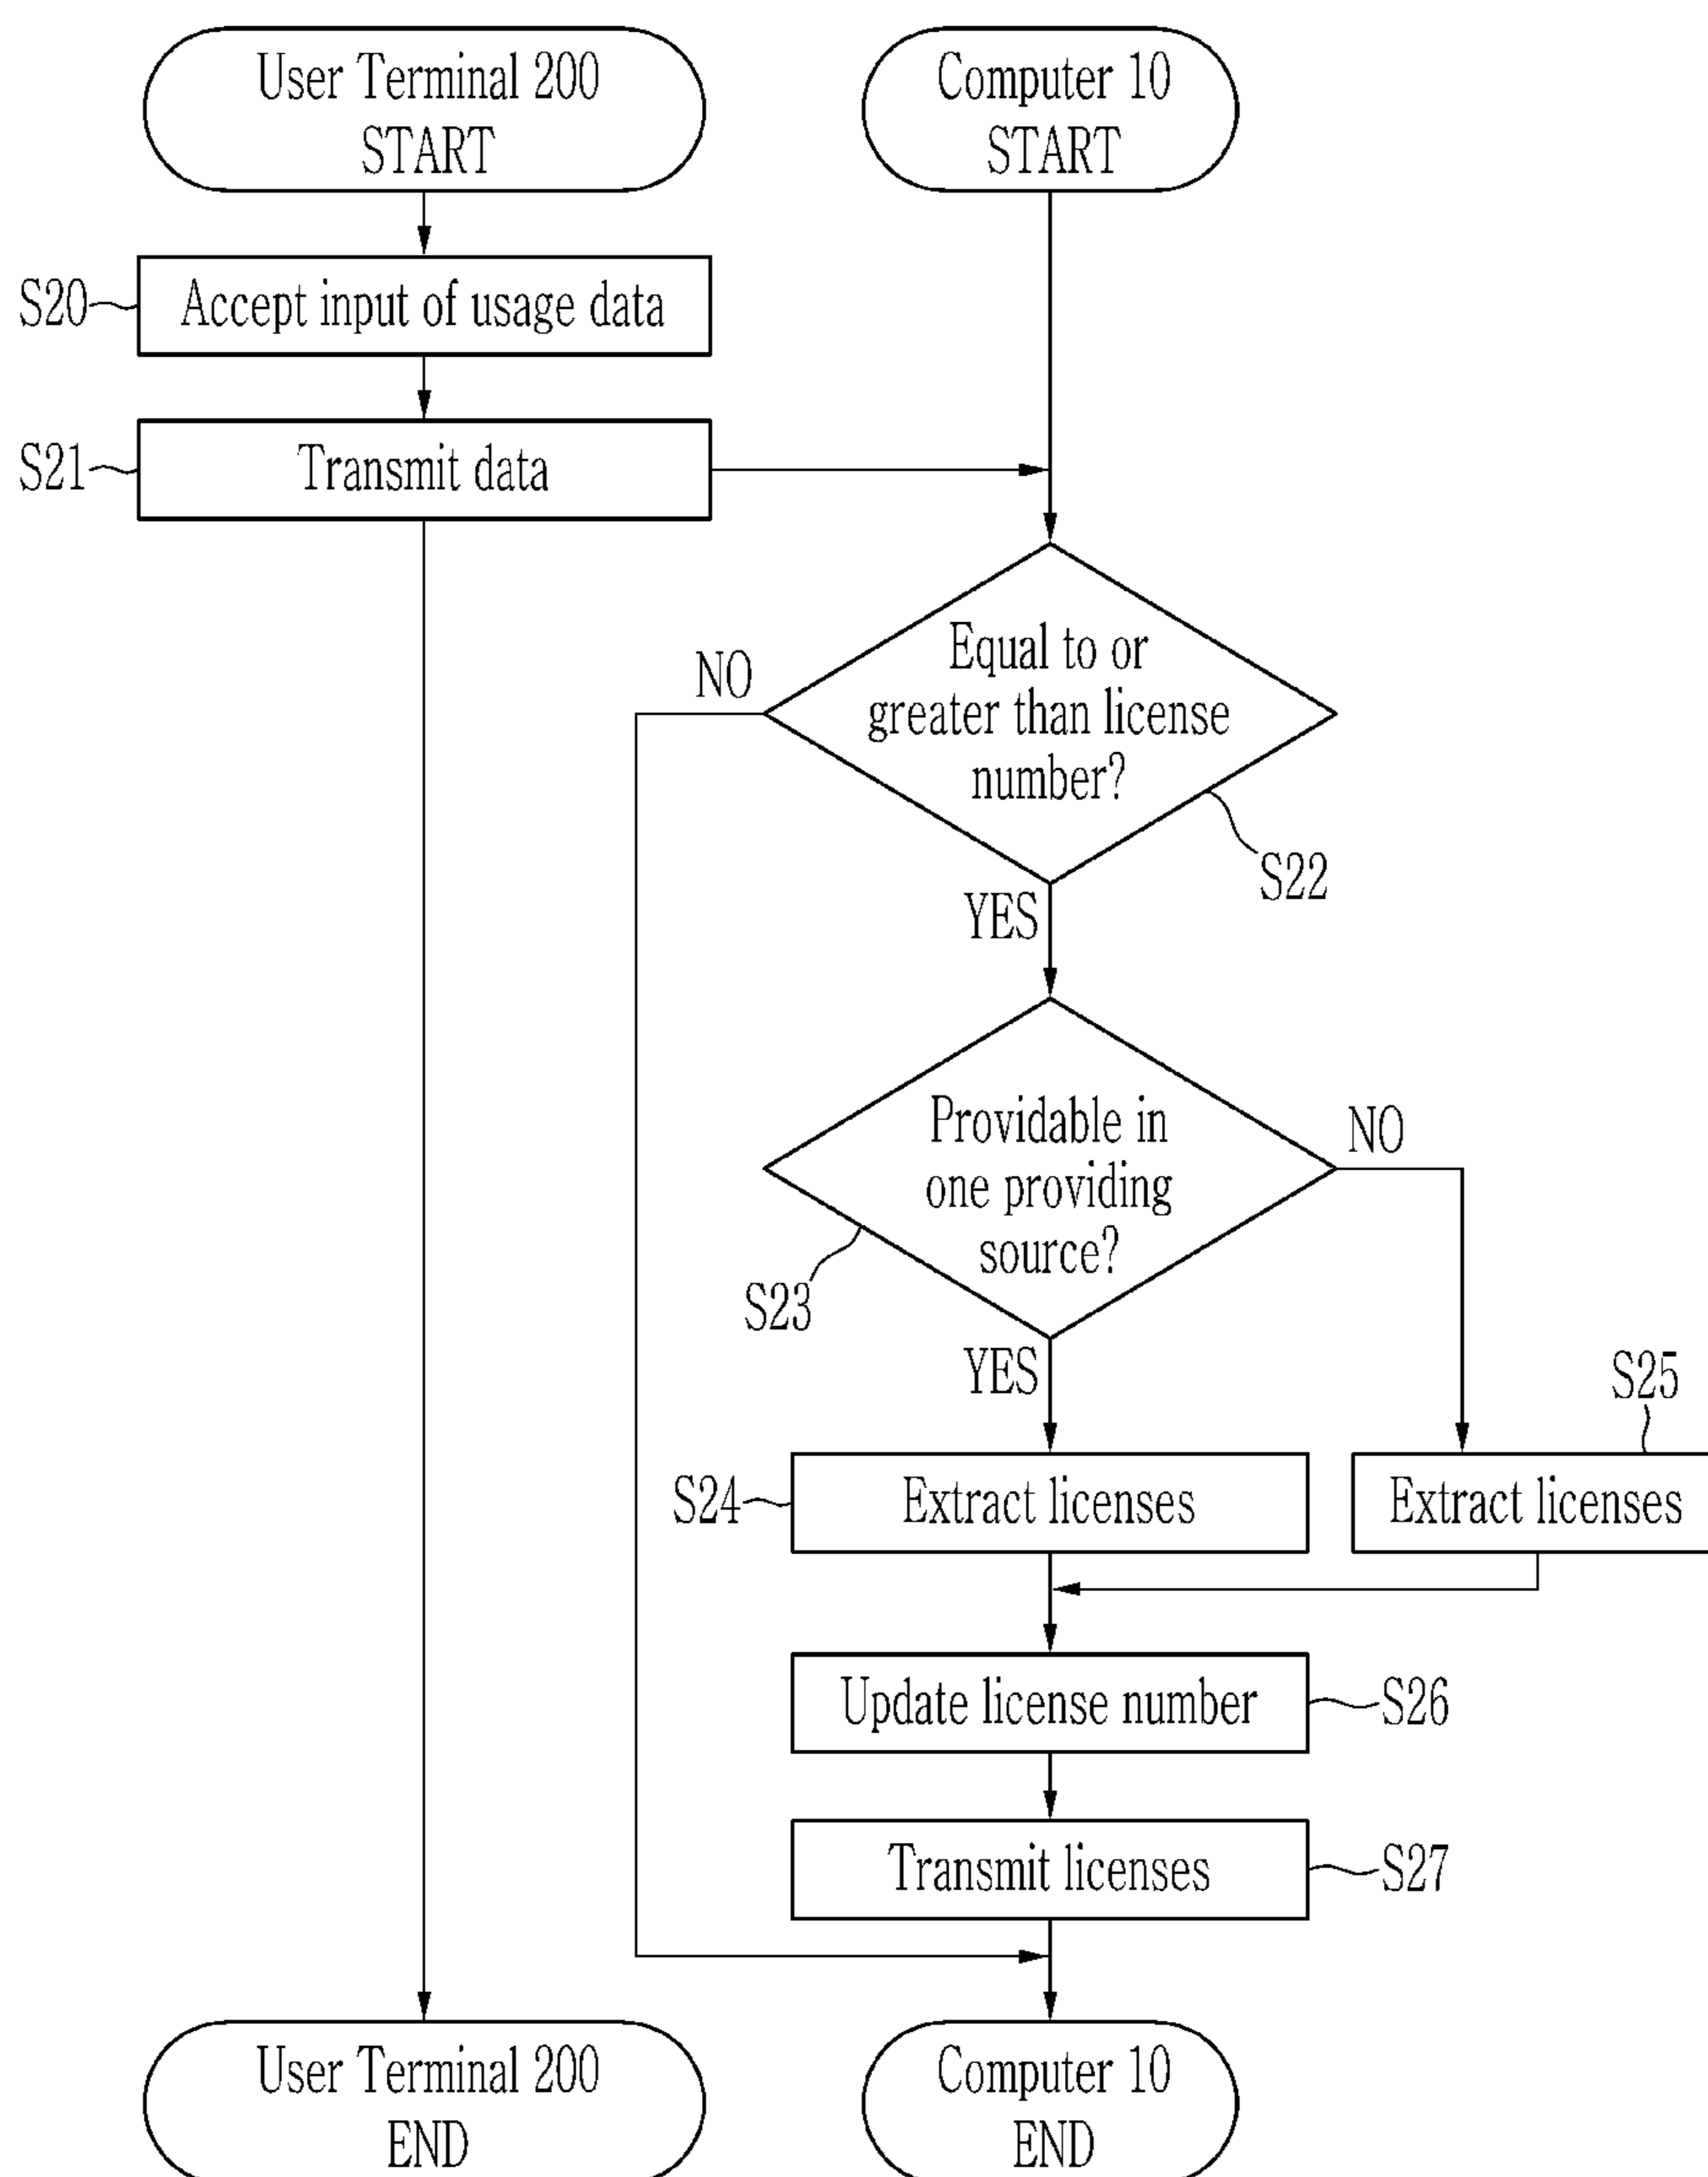 User Terminal 200
START
Computer 10
START
S20
Accept input of usage data
S21
Transmit data
Equal to or
greater than license
number?
NO
S22
YES
Providable in
one providing
source?
NO
S23
YES
S25
S24
Extract licenses
Extract licenses
Update license number
S26
Transmit licenses
S27
User Terminal 200
END
Computer 10
END